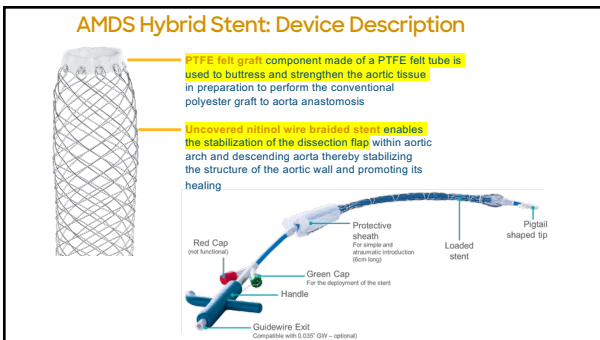 AMDS Hybrid Stent: Device Description
PTFE felt graft component made of a PTFE felt tube is
used to buttress and strengthen the aortic tissue
in preparation to perform the conventional
polyester graft to aorta anastomosis
Uncovered nitinol wire braided stent enables
the stabilization of the dissection flap within aortic
arch and descending aorta thereby stabilizing
the structure of the aortic wall and promoting its
healing
Protective
sheath
For simple and
atraumatic introduction
(6cm long)
Loaded
stent
Pigtail
shaped tip
Red Cap
(not functional)
Green Cap
For the deployment of the stent
Handle
Guidewire Exit
Compatible with 0.035" GW – optional)